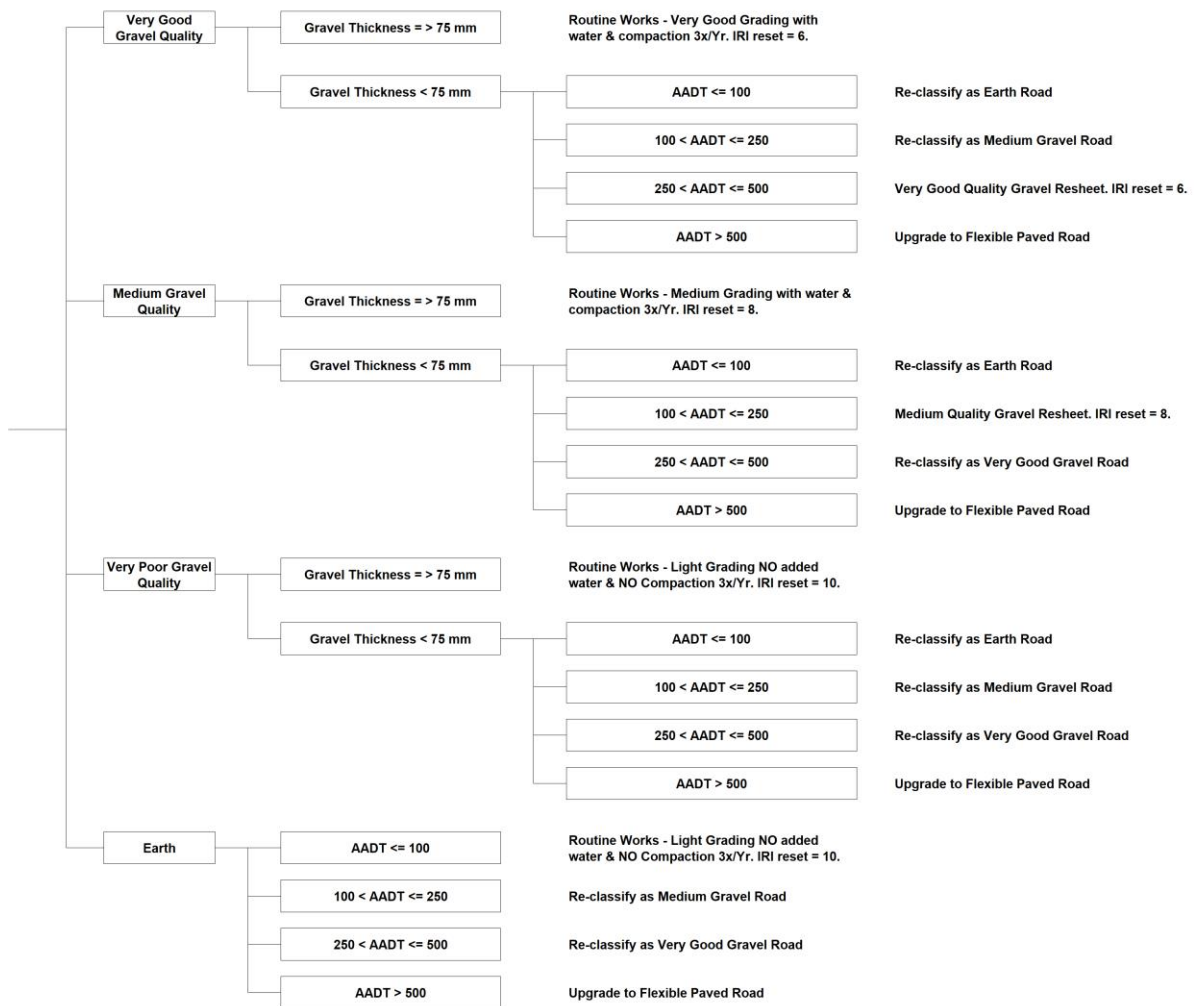 Very Good
Gravel Quality
Gravel Thickness = > 75 mm
Routine Works - Very Good Grading with
water & compaction 3x/Yr. IRI reset = 6.
Gravel Thickness < 75 mm
AADT <= 100
Re-classify as Earth Road
100 < AADT <= 250
Re-classify as Medium Gravel Road
250 < AADT <= 500
Very Good Quality Gravel Resheet. IRI reset = 6.
AADT > 500
Upgrade to Flexible Paved Road
Medium Gravel
Quality
Gravel Thickness = > 75 mm
Routine Works - Medium Grading with water &
compaction 3x/Yr. IRI reset = 8.
Gravel Thickness < 75 mm
AADT <= 100
Re-classify as Earth Road
100 < AADT <= 250
Medium Quality Gravel Resheet. IRI reset = 8.
250 < AADT <= 500
Re-classify as Very Good Gravel Road
AADT > 500
Upgrade to Flexible Paved Road
Very Poor Gravel
Quality
Gravel Thickness = > 75 mm
Routine Works - Light Grading NO added
water & NO Compaction 3x/Yr. IRI reset = 10.
Gravel Thickness < 75 mm
AADT <= 100
Re-classify as Earth Road
100 < AADT <= 250
Re-classify as Medium Gravel Road
250 < AADT <= 500
Re-classify as Very Good Gravel Road
AADT > 500
Upgrade to Flexible Paved Road
Earth
AADT <= 100
Routine Works - Light Grading NO added
water & NO Compaction 3x/Yr. IRI reset = 10.
100 < AADT <= 250
Re-classify as Medium Gravel Road
250 < AADT <= 500
Re-classify as Very Good Gravel Road
AADT > 500
Upgrade to Flexible Paved Road